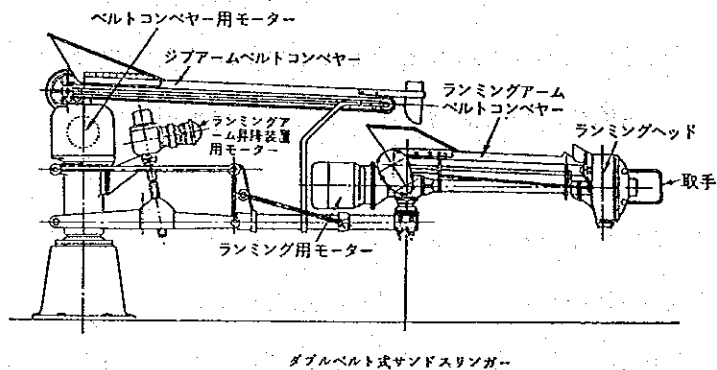 ベルトコンベヤー用モーター
ジブアームベルトコンベヤー
ランミングア
ーム昇降装置
用モーター
ランミングアーム
ベルトコンベヤー
ランミングヘッド
取手
ランミング用モーター
ダブルベルト式サンドスリンガー